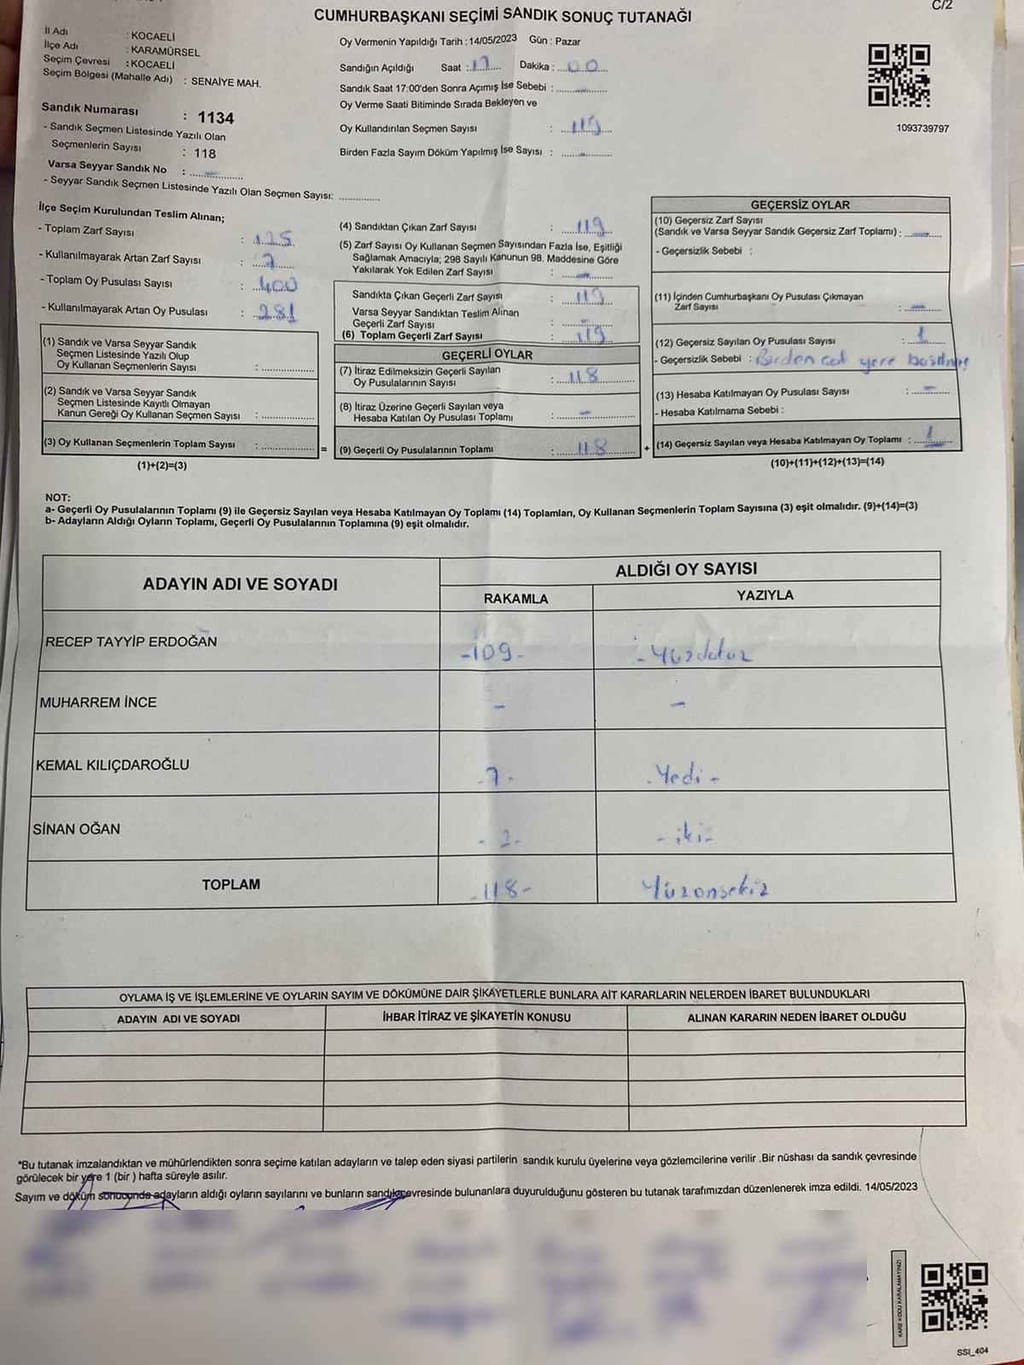 C/2
CUMHURBAŞKANI SEÇİMİ SANDIK SONUÇ TUTANAĞI
İl Adı : KOCAELİ
İlçe Adı : KARAMÜRSEL
Seçim Çevresi : KOCAELİ
Seçim Bölgesi (Mahalle Adı) : SENAİYE MAH.
Sandık Numarası : 1134
- Sandık Seçmen Listesinde Yazılı Olan
Seçmenlerin Sayısı : 118
Varsa Seyyar Sandık No : -
- Seyyar Sandık Seçmen Listesinde Yazılı Olan Seçmen Sayısı:
Oy Vermenin Yapıldığı Tarih : 14/05/2023 Gün : Pazar
Sandığın Açıldığı Saat : 17 Dakika : 00
Sandık Saat 17:00'den Sonra Açımış İse Sebebi : -
Oy Verme Saati Bitiminde Sırada Bekleyen ve
Oy Kullandırılan Seçmen Sayısı : 119
Birden Fazla Sayım Döküm Yapılmış İse Sayısı : -
1093739797
İlçe Seçim Kurulundan Teslim Alınan;
- Toplam Zarf Sayısı : 125
- Kullanılmayarak Artan Zarf Sayısı : 7
- Toplam Oy Pusulası Sayısı : 400
- Kullanılmayarak Artan Oy Pusulası : 281
(1) Sandık ve Varsa Seyyar Sandık
Seçmen Listesinde Yazılı Olup
Oy Kullanan Seçmenlerin Sayısı :
(2) Sandık ve Varsa Seyyar Sandık
Seçmen Listesinde Kayıtlı Olmayan
Kanun Gereği Oy Kullanan Seçmen Sayısı :
(3) Oy Kullanan Seçmenlerin Toplam Sayısı :
(1)+(2)=(3)
=
(4) Sandıktan Çıkan Zarf Sayısı : 119
(5) Zarf Sayısı Oy Kullanan Seçmen Sayısından Fazla İse, Eşitliği
Sağlamak Amacıyla; 298 Sayılı Kanunun 98. Maddesine Göre
Yakılarak Yok Edilen Zarf Sayısı : -
Sandıkta Çıkan Geçerli Zarf Sayısı : 119
Varsa Seyyar Sandıktan Teslim Alınan
Geçerli Zarf Sayısı : -
(6) Toplam Geçerli Zarf Sayısı : 119
GEÇERLİ OYLAR
(7) İtiraz Edilmeksizin Geçerli Sayılan
Oy Pusulalarının Sayısı : 118
(8) İtiraz Üzerine Geçerli Sayılan veya
Hesaba Katılan Oy Pusulası Toplamı : -
(9) Geçerli Oy Pusulalarının Toplamı : 118
+
GEÇERSİZ OYLAR
(10) Geçersiz Zarf Sayısı
(Sandık ve Varsa Seyyar Sandık Geçersiz Zarf Toplamı) : -
- Geçersizlik Sebebi :
(11) İçinden Cumhurbaşkanı Oy Pusulası Çıkmayan
Zarf Sayısı : -
(12) Geçersiz Sayılan Oy Pusulası Sayısı : 1
- Geçersizlik Sebebi : Birden çok yere
(13) Hesaba Katılmayan Oy Pusulası Sayısı : -
- Hesaba Katılmama Sebebi :
(14) Geçersiz Sayılan veya Hesaba Katılmayan Oy Toplamı : 1
(10)+(11)+(12)+(13)=(14)
NOT:
a- Geçerli Oy Pusulalarının Toplamı (9) ile Geçersiz Sayılan veya Hesaba Katılmayan Oy Toplamı (14) Toplamları, Oy Kullanan Seçmenlerin Toplam Sayısına (3) eşit olmalıdır. (9)+(14)=(3)
b- Adayların Aldığı Oyların Toplamı, Geçerli Oy Pusulalarının Toplamına (9) eşit olmalıdır.
ADAYIN ADI VE SOYADI
ALDIĞI OY SAYISI
RAKAMLA YAZIYLA
RECEP TAYYİP ERDOĞAN -109- -Yüzdokuz
MUHARREM İNCE - -
KEMAL KILIÇDAROĞLU -7- -Yedi-
SİNAN OĞAN -2- -iki-
TOPLAM -118- Yüzonsekiz
OYLAMA İŞ VE İŞLEMLERİNE VE OYLARIN SAYIM VE DÖKÜMÜNE DAİR ŞİKAYETLERLE BUNLARA AİT KARARLARIN NELERDEN İBARET BULUNDUKLARI
ADAYIN ADI VE SOYADI İHBAR İTİRAZ VE ŞİKAYETİN KONUSU ALINAN KARARIN NEDEN İBARET OLDUĞU
*Bu tutanak imzalandıktan ve mühürlendikten sonra seçime katılan adayların ve talep eden siyasi partilerin sandık kurulu üyelerine veya gözlemcilerine verilir .Bir nüshası da sandık çevresinde
görülecek bir yere 1 (bir ) hafta süreyle asılır.
Sayım ve döküm sonucunda adayların aldığı oyların sayılarını ve bunların sandık çevresinde bulunanlara duyurulduğunu gösteren bu tutanak tarafımızdan düzenlenerek imza edildi. 14/05/2023
KARE KODU KARALAMAYINIZ!
SSI_404